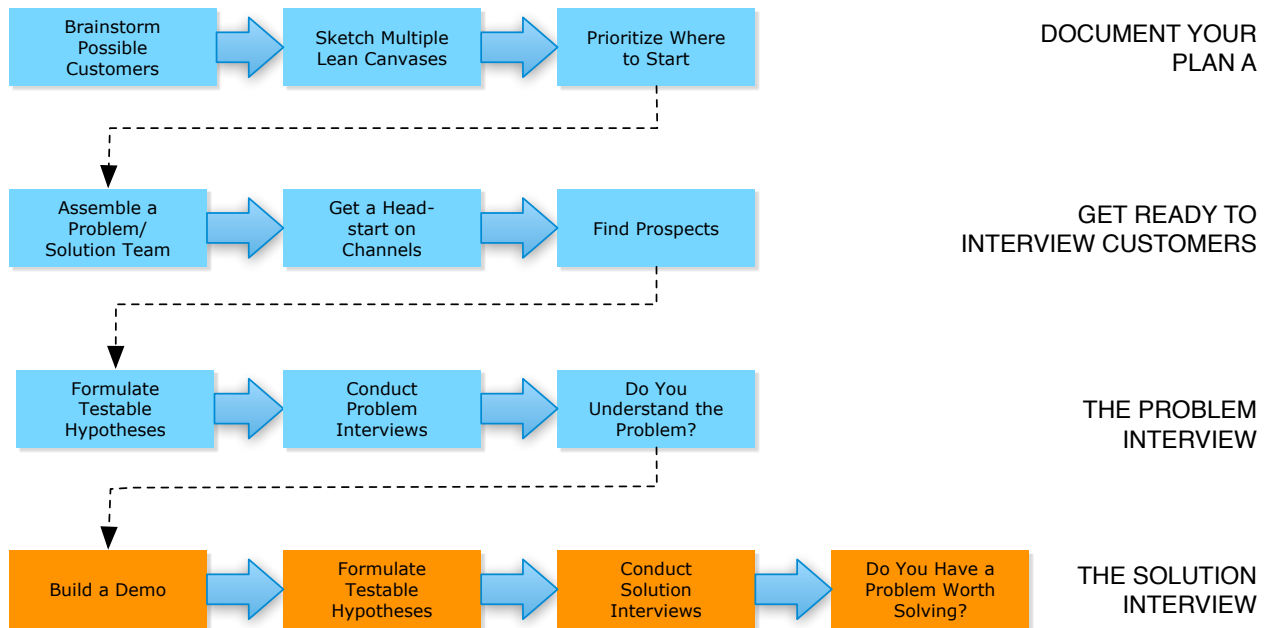 Brainstorm
Possible
Customers
Sketch Multiple
Lean Canvases
Prioritize Where
to Start
DOCUMENT YOUR
PLAN A
Assemble a
Problem/
Solution Team
Get a Head-
start on
Channels
Find Prospects
GET READY TO
INTERVIEW CUSTOMERS
Formulate
Testable
Hypotheses
Conduct
Problem
Interviews
Do You
Understand the
Problem?
THE PROBLEM
INTERVIEW
Build a Demo
Formulate
Testable
Hypotheses
Conduct
Solution
Interviews
Do You Have a
Problem Worth
Solving?
THE SOLUTION
INTERVIEW